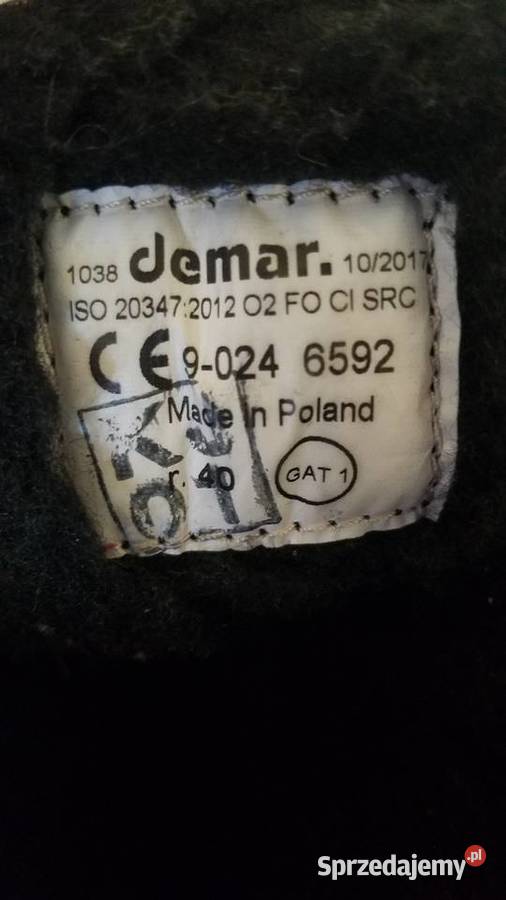 1038 demar. 10/2017
ISO 20347:2012 O2 FO CI SRC
CE 9-024 6592
Made in Poland
r. 40 GAT 1
Sprzedajemy.pl